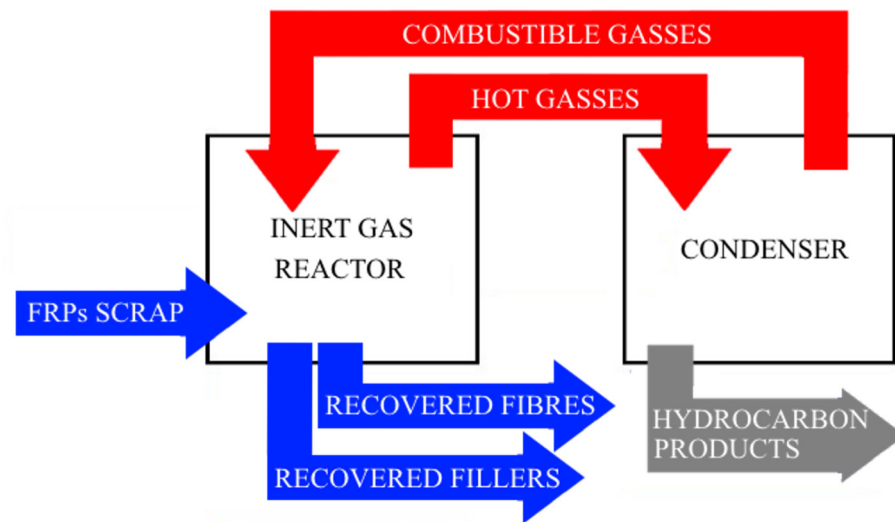 COMBUSTIBLE GASSES
HOT GASSES
INERT GAS
REACTOR
CONDENSER
FRPs SCRAP
RECOVERED FIBRES
RECOVERED FILLERS
HYDROCARBON
PRODUCTS